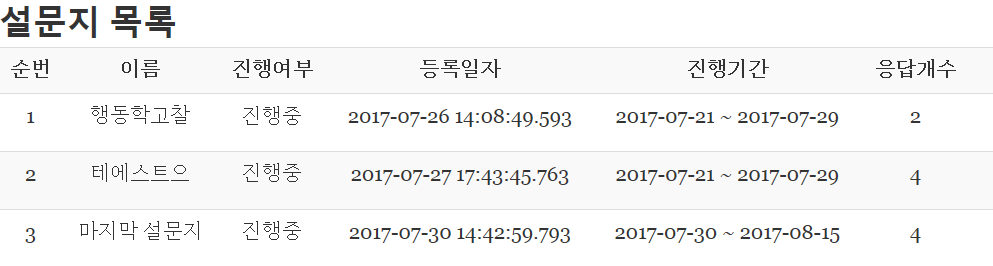 설문지 목록
순번 이름 진행여부 등록일자 진행기간 응답개수
1 행동학고찰 진행중 2017-07-26 14:08:49.593 2017-07-21 ~ 2017-07-29 2
2 테에스트으 진행중 2017-07-27 17:43:45.763 2017-07-21 ~ 2017-07-29 4
3 마지막 설문지 진행중 2017-07-30 14:42:59.793 2017-07-30 ~ 2017-08-15 4